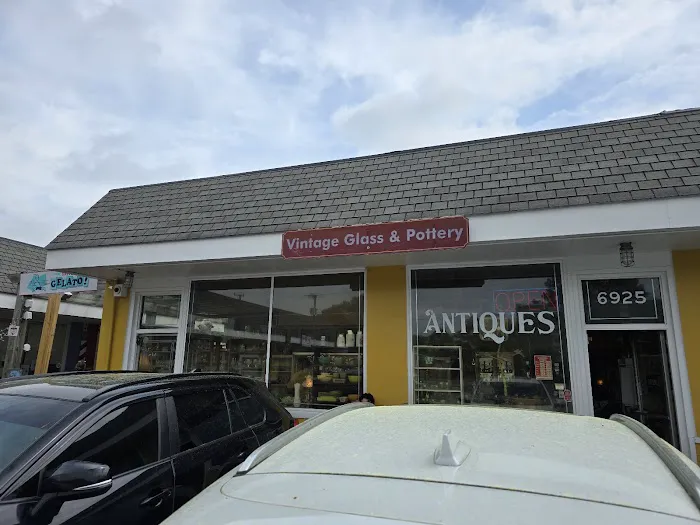 Vintage Glass & Pottery
GELATO!
OPEN
ANTIQUES
6925